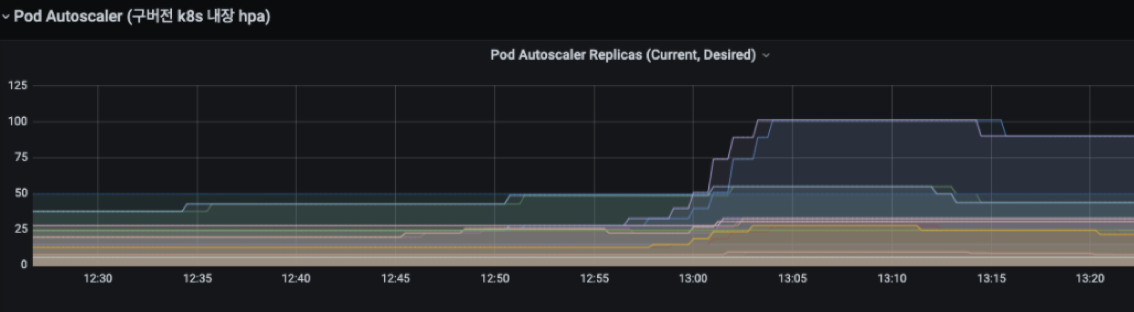 Pod Autoscaler (구버전 k8s 내장 hpa)
Pod Autoscaler Replicas (Current, Desired)
125
100
75
50
25
0
12:30 12:35 12:40 12:45 12:50 12:55 13:00 13:05 13:10 13:15 13:20